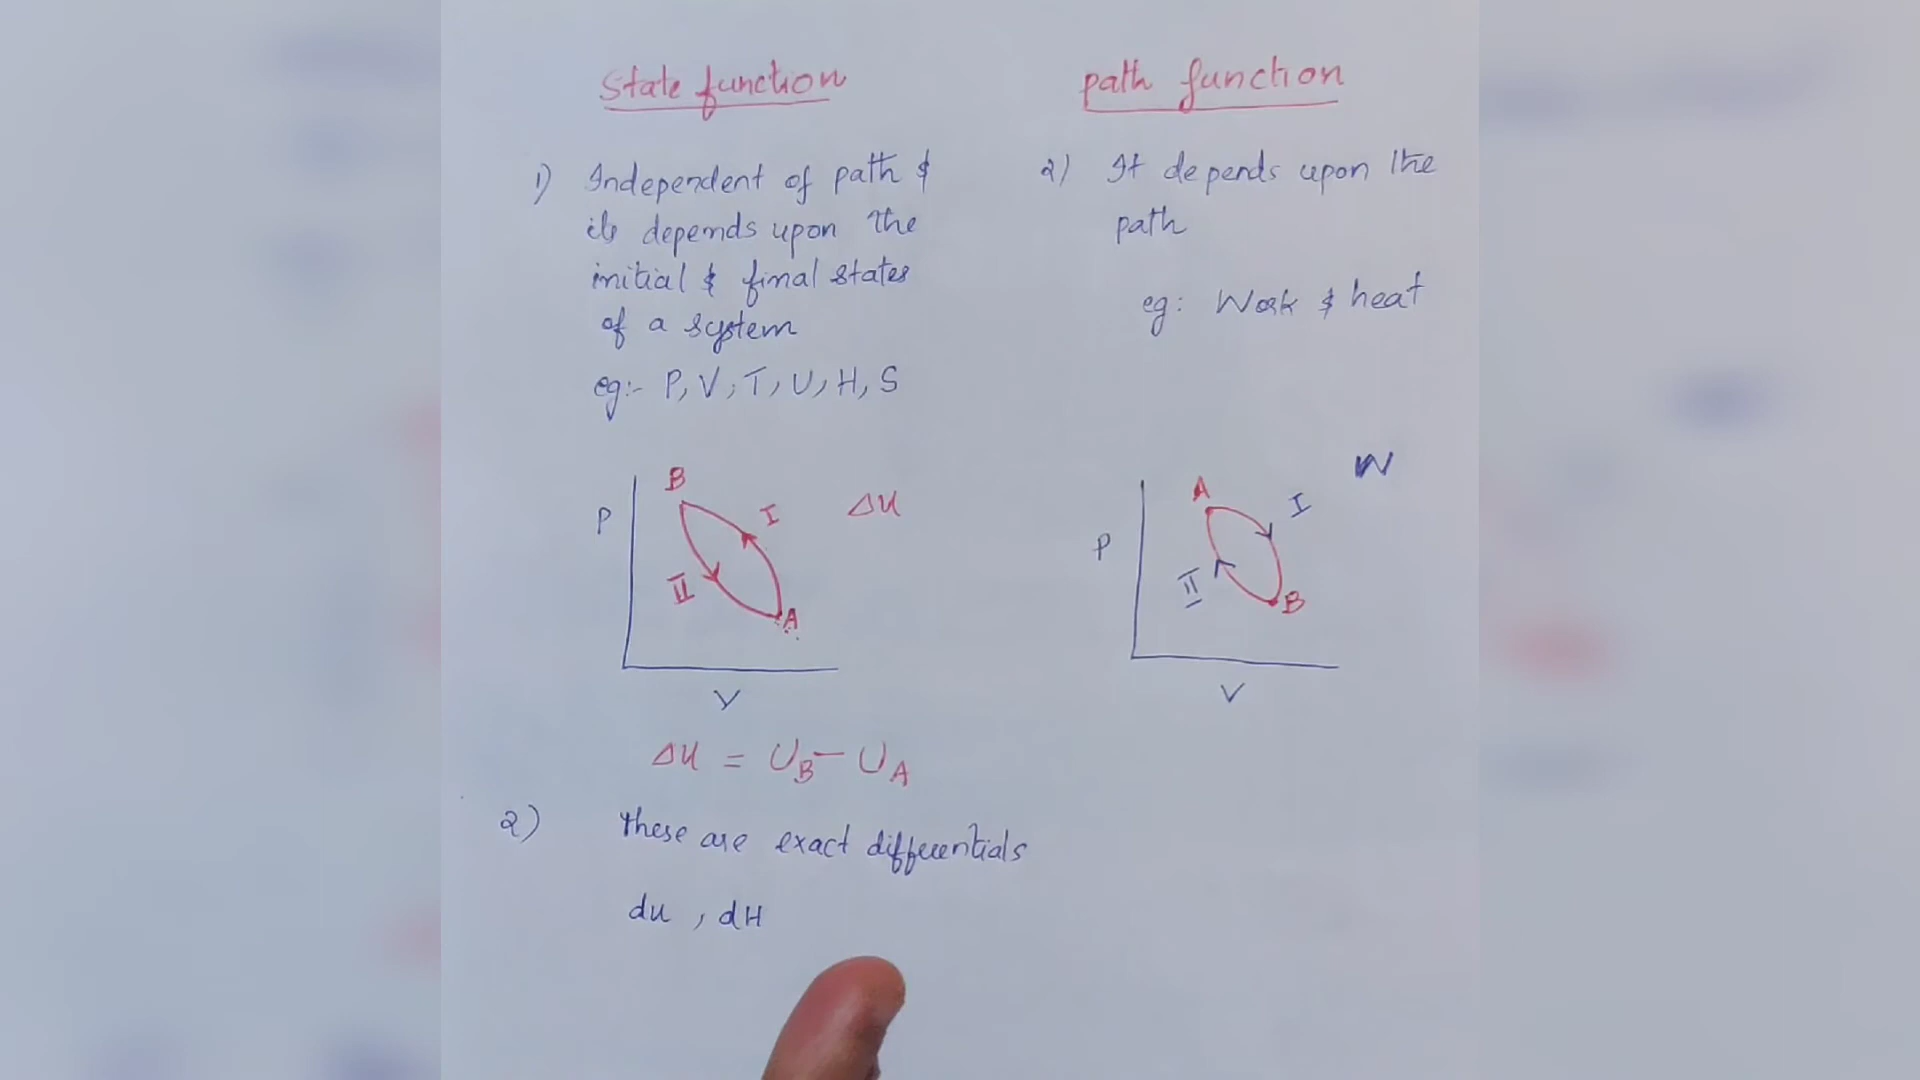 State function
1) Independent of path &
its depends upon the
initial & final states
of a system
eg:- P, V, T, U, H, S
B
I
ΔU
P
II
A
V
ΔU = U_B - U_A
2) these are exact differentials
du, dH
path function
2) It depends upon the
path
eg: Work & heat
W
A
I
P
II
B
V